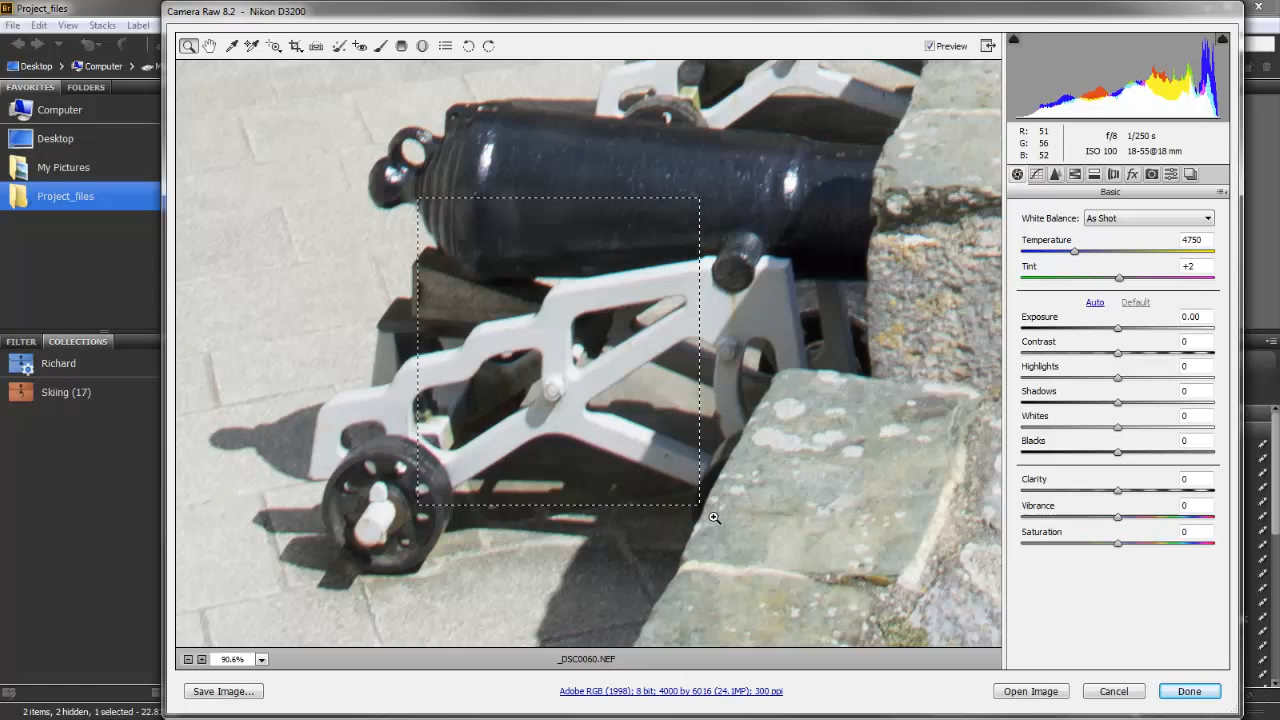 Br Project_files
Camera Raw 8.2 - Nikon D3200
File Edit View Stacks Label
Preview
Desktop Computer
FAVORITES FOLDERS
Computer
Desktop
My Pictures
Project_files
FILTER COLLECTIONS
Richard
Skiing (17)
R: 51
G: 56
B: 52
f/8 1/250 s
ISO 100 18-55@18 mm
fx
Basic
White Balance: As Shot
Temperature 4750
Tint +2
Auto Default
Exposure 0.00
Contrast 0
Highlights 0
Shadows 0
Whites 0
Blacks 0
Clarity 0
Vibrance 0
Saturation 0
90.6% _DSC0060.NEF
Save Image... Adobe RGB (1998); 8 bit; 4000 by 6016 (24.1MP); 300 ppi Open Image Cancel Done
2 items, 2 hidden, 1 selected - 22.8